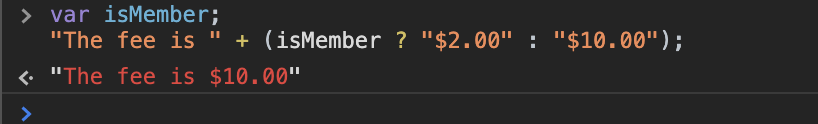 > var isMember;
"The fee is " + (isMember ? "$2.00" : "$10.00");
<· "The fee is $10.00"
>